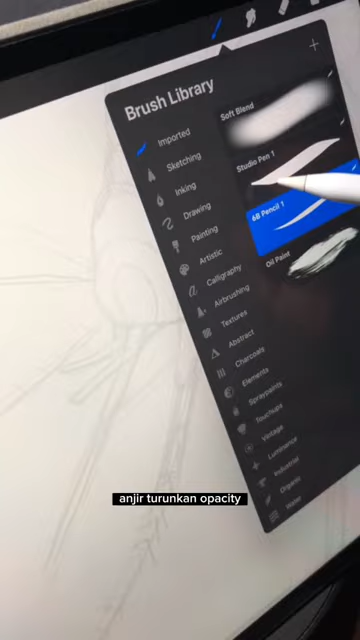 Brush Library
Imported
Sketching
Inking
Drawing
Painting
Artistic
Calligraphy
Airbrushing
Textures
Abstract
Charcoals
Elements
Spraypaints
Touchups
Vintage
Luminance
Industrial
Organic
Water
Soft Blend
Studio Pen 1
6B Pencil 1
Oil Paint
anjir turunkan opacity